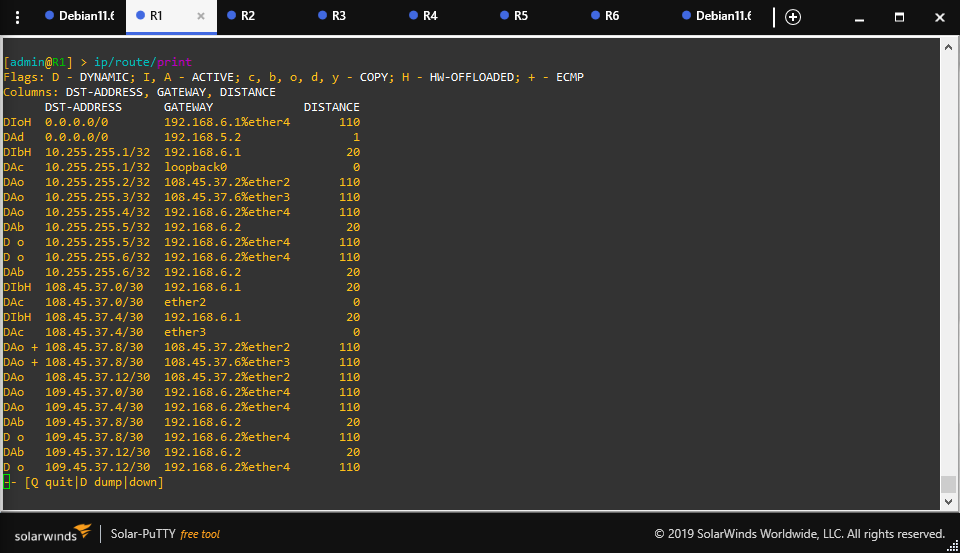 Debian11.6 R1 × R2 R3 R4 R5 R6 Debian11.6
[admin@R1] > ip/route/print
Flags: D - DYNAMIC; I, A - ACTIVE; c, b, o, d, y - COPY; H - HW-OFFLOADED; + - ECMP
Columns: DST-ADDRESS, GATEWAY, DISTANCE
      DST-ADDRESS      GATEWAY             DISTANCE
DIoH  0.0.0.0/0        192.168.6.1%ether4       110
DAd   0.0.0.0/0        192.168.5.2                1
DIbH  10.255.255.1/32  192.168.6.1               20
DAc   10.255.255.1/32  loopback0                  0
DAo   10.255.255.2/32  108.45.37.2%ether2       110
DAo   10.255.255.3/32  108.45.37.6%ether3       110
DAo   10.255.255.4/32  192.168.6.2%ether4       110
DAb   10.255.255.5/32  192.168.6.2               20
D o   10.255.255.5/32  192.168.6.2%ether4       110
D o   10.255.255.6/32  192.168.6.2%ether4       110
DAb   10.255.255.6/32  192.168.6.2               20
DIbH  108.45.37.0/30   192.168.6.1               20
DAc   108.45.37.0/30   ether2                     0
DIbH  108.45.37.4/30   192.168.6.1               20
DAc   108.45.37.4/30   ether3                     0
DAo + 108.45.37.8/30   108.45.37.2%ether2       110
DAo + 108.45.37.8/30   108.45.37.6%ether3       110
DAo   108.45.37.12/30  108.45.37.2%ether2       110
DAo   109.45.37.0/30   192.168.6.2%ether4       110
DAo   109.45.37.4/30   192.168.6.2%ether4       110
DAb   109.45.37.8/30   192.168.6.2               20
D o   109.45.37.8/30   192.168.6.2%ether4       110
DAb   109.45.37.12/30  192.168.6.2               20
D o   109.45.37.12/30  192.168.6.2%ether4       110
-- [Q quit|D dump|down]
solarwinds Solar-PuTTY free tool © 2019 SolarWinds Worldwide, LLC. All rights reserved.